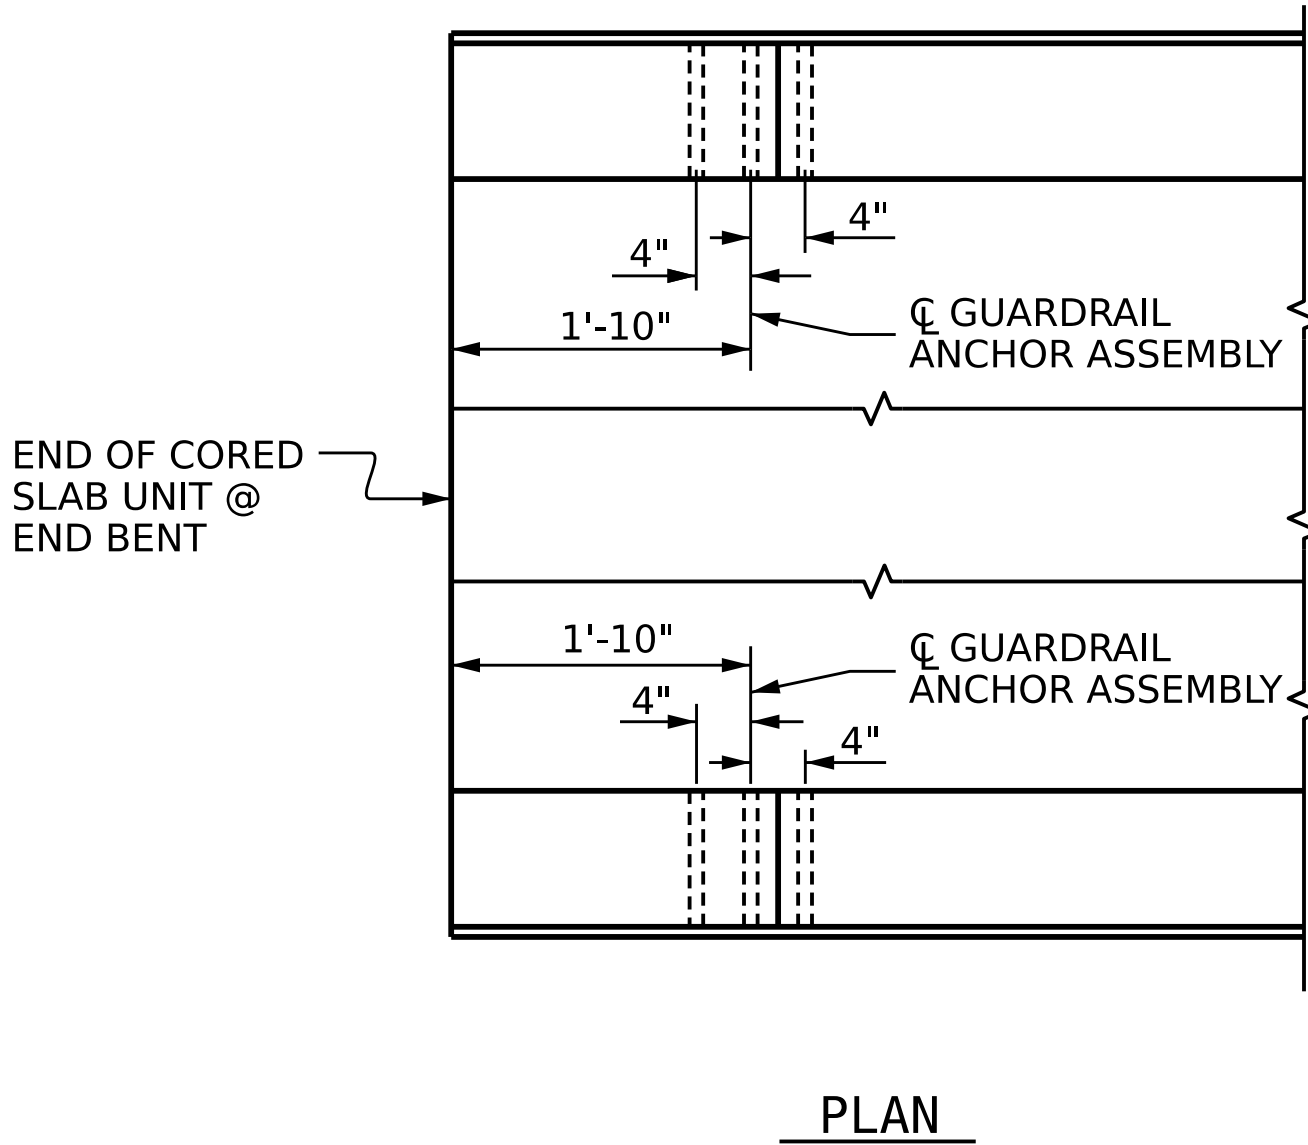 4"
4"
1'-10"
℄ GUARDRAIL
ANCHOR ASSEMBLY
END OF CORED
SLAB UNIT @
END BENT
1'-10"
℄ GUARDRAIL
ANCHOR ASSEMBLY
4"
4"
PLAN